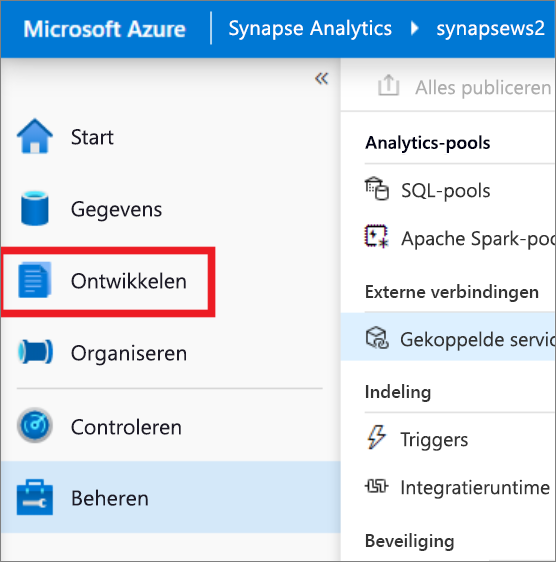 Microsoft Azure
Synapse Analytics
synapsews2
«
Start
Gegevens
Ontwikkelen
Organiseren
Controleren
Beheren
Alles publiceren
Analytics-pools
SQL-pools
Apache Spark-poo
Externe verbindingen
Gekoppelde servic
Indeling
Triggers
Integratieruntime
Beveiliging